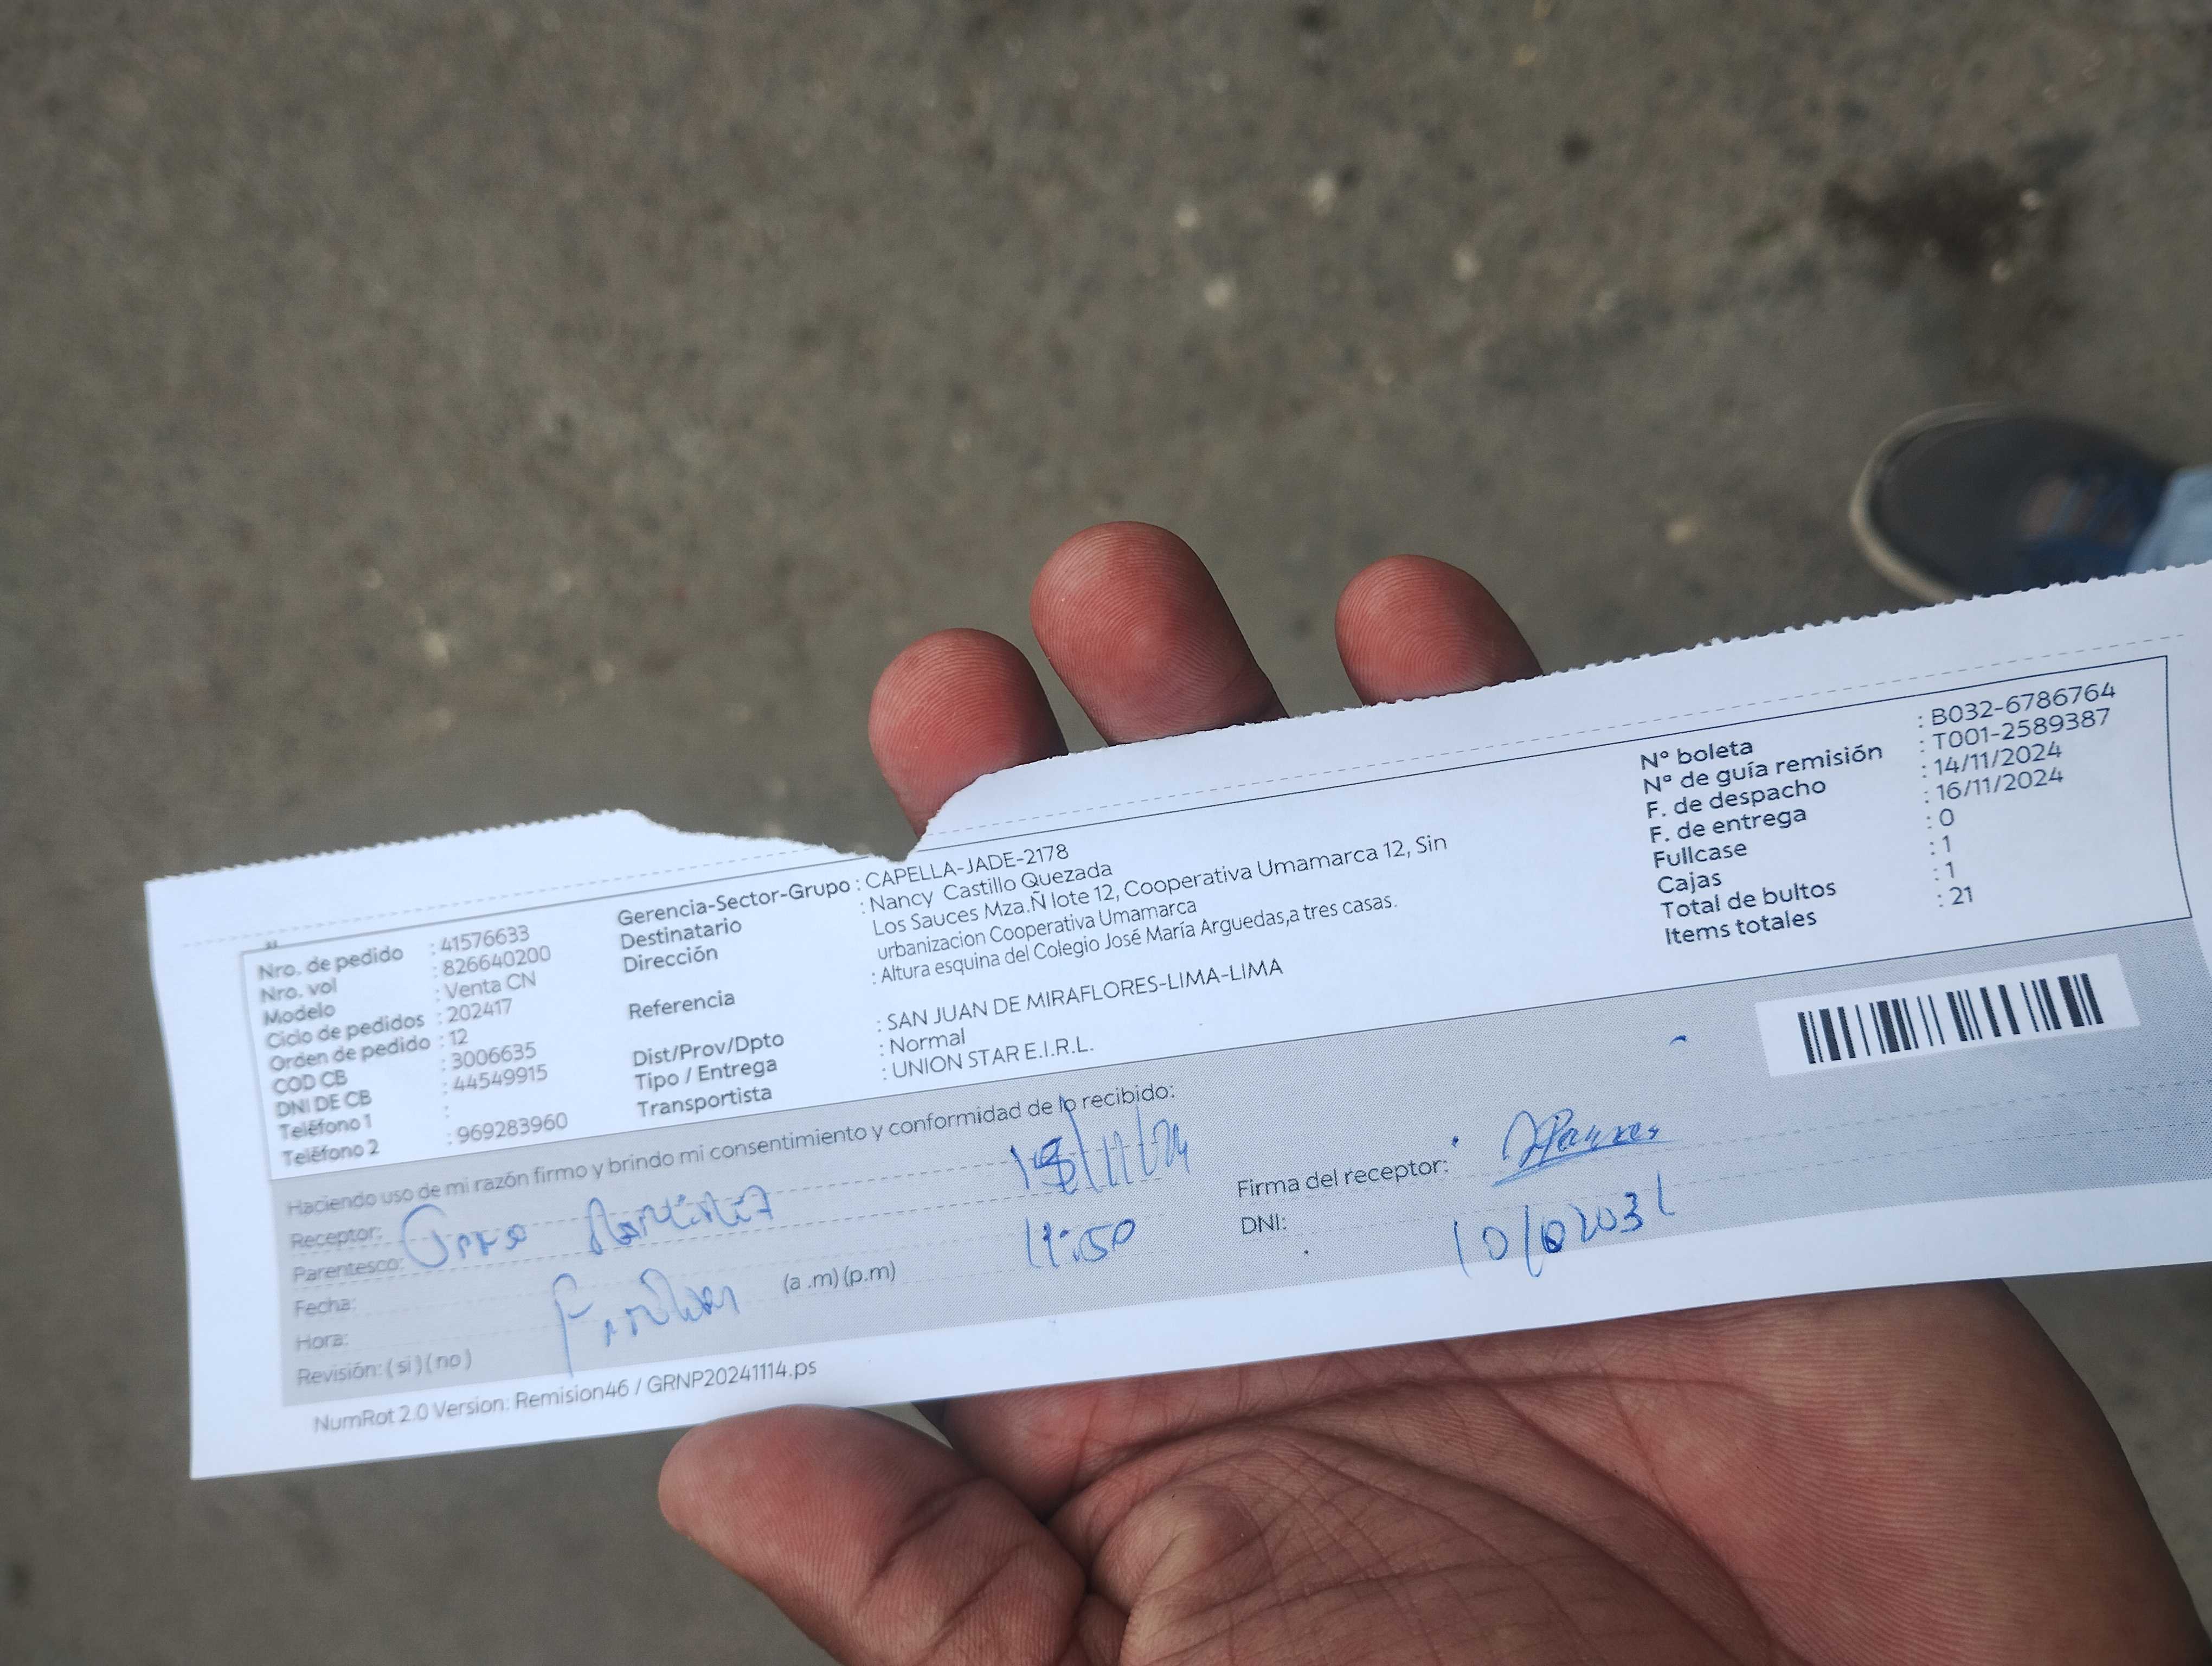 Nro. de pedido : 41576633
Nro. vol : 826640200
Modelo : Venta CN
Ciclo de pedidos : 202417
Orden de pedido : 12
COD CB : 3006635
DNI DE CB : 44549915
Teléfono 1 :
Teléfono 2 : 969283960
Gerencia-Sector-Grupo : CAPELLA-JADE-2178
Destinatario : Nancy Castillo Quezada
Dirección Los Sauces Mza.Ñ lote 12, Cooperativa Umamarca 12, Sin
urbanizacion Cooperativa Umamarca
Referencia : Altura esquina del Colegio José María Arguedas,a tres casas.
Dist/Prov/Dpto : SAN JUAN DE MIRAFLORES-LIMA-LIMA
Tipo / Entrega : Normal
Transportista : UNION STAR E.I.R.L.
N° boleta : B032-6786764
N° de guía remisión : T001-2589387
F. de despacho : 14/11/2024
F. de entrega : 16/11/2024
Fullcase : 0
Cajas : 1
Total de bultos : 1
Items totales : 21
Haciendo uso de mi razón firmo y brindo mi consentimiento y conformidad de lo recibido:
Receptor:
Parentesco:
Fecha:
Hora: (a .m) (p.m) 11:50
Revisión: ( si ) ( no )
Firma del receptor:
DNI:
NumRot 2.0 Version: Remision46 / GRNP20241114.ps